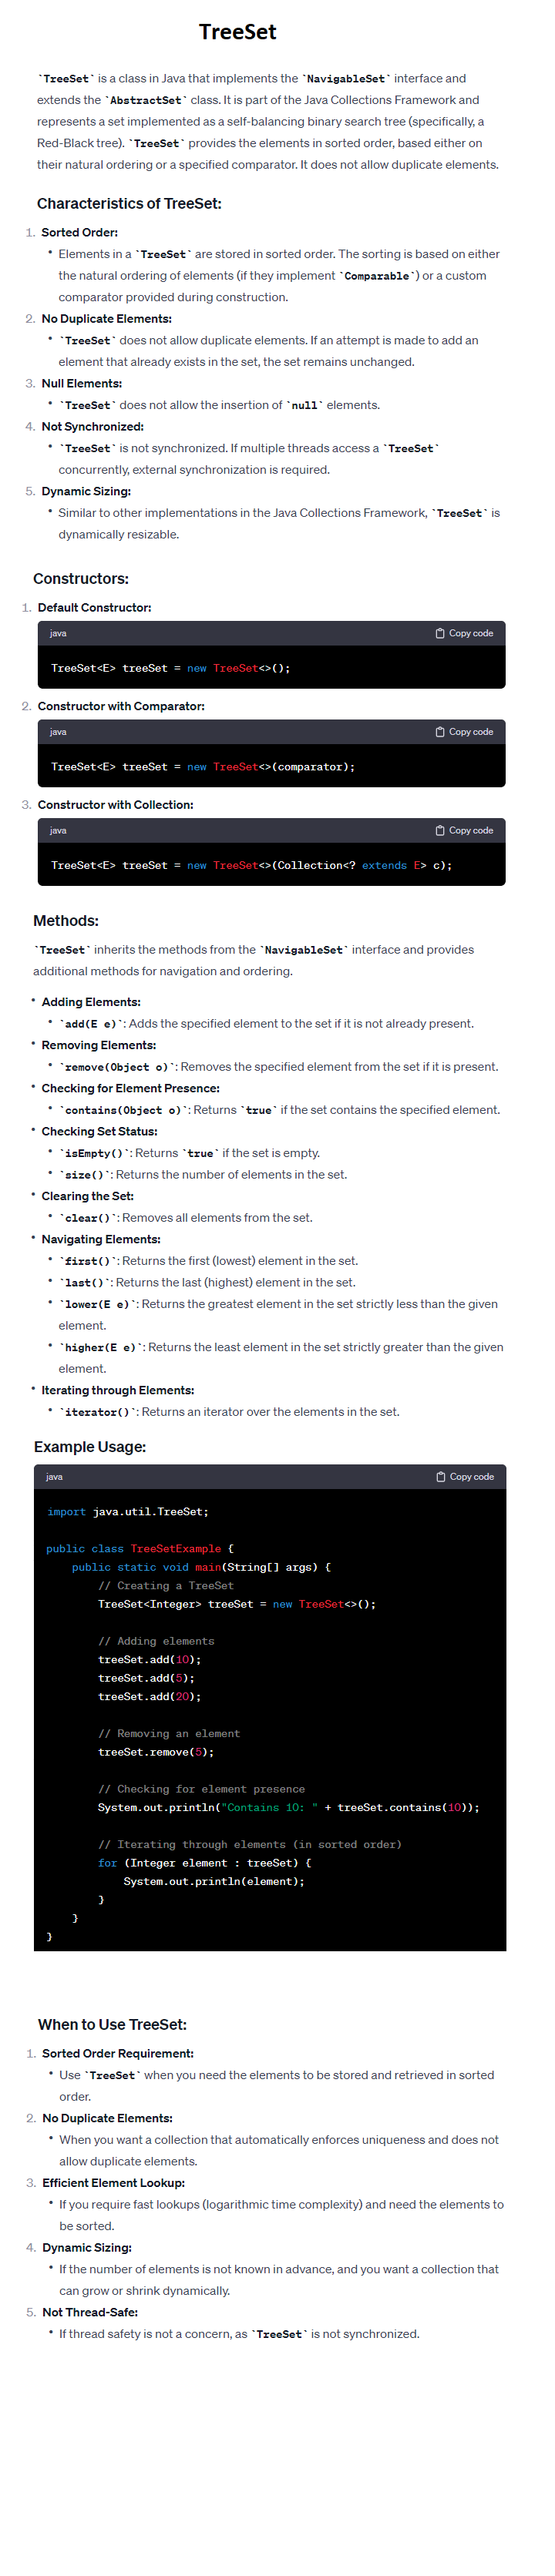 TreeSet
`TreeSet` is a class in Java that implements the `NavigableSet` interface and
extends the `AbstractSet` class. It is part of the Java Collections Framework and
represents a set implemented as a self-balancing binary search tree (specifically, a
Red-Black tree). `TreeSet` provides the elements in sorted order, based either on
their natural ordering or a specified comparator. It does not allow duplicate elements.
Characteristics of TreeSet:
1. Sorted Order:
• Elements in a `TreeSet` are stored in sorted order. The sorting is based on either
the natural ordering of elements (if they implement `Comparable`) or a custom
comparator provided during construction.
2. No Duplicate Elements:
• `TreeSet` does not allow duplicate elements. If an attempt is made to add an
element that already exists in the set, the set remains unchanged.
3. Null Elements:
• `TreeSet` does not allow the insertion of `null` elements.
4. Not Synchronized:
• `TreeSet` is not synchronized. If multiple threads access a `TreeSet`
concurrently, external synchronization is required.
5. Dynamic Sizing:
• Similar to other implementations in the Java Collections Framework, `TreeSet` is
dynamically resizable.
Constructors:
1. Default Constructor:
java Copy code
TreeSet<E> treeSet = new TreeSet<>();
2. Constructor with Comparator:
java Copy code
TreeSet<E> treeSet = new TreeSet<>(comparator);
3. Constructor with Collection:
java Copy code
TreeSet<E> treeSet = new TreeSet<>(Collection<? extends E> c);
Methods:
`TreeSet` inherits the methods from the `NavigableSet` interface and provides
additional methods for navigation and ordering.
• Adding Elements:
• `add(E e)`: Adds the specified element to the set if it is not already present.
• Removing Elements:
• `remove(Object o)`: Removes the specified element from the set if it is present.
• Checking for Element Presence:
• `contains(Object o)`: Returns `true` if the set contains the specified element.
• Checking Set Status:
• `isEmpty()`: Returns `true` if the set is empty.
• `size()`: Returns the number of elements in the set.
• Clearing the Set:
• `clear()`: Removes all elements from the set.
• Navigating Elements:
• `first()`: Returns the first (lowest) element in the set.
• `last()`: Returns the last (highest) element in the set.
• `lower(E e)`: Returns the greatest element in the set strictly less than the given
element.
• `higher(E e)`: Returns the least element in the set strictly greater than the given
element.
• Iterating through Elements:
• `iterator()`: Returns an iterator over the elements in the set.
Example Usage:
java Copy code
import java.util.TreeSet;
public class TreeSetExample {
public static void main(String[] args) {
// Creating a TreeSet
TreeSet<Integer> treeSet = new TreeSet<>();
// Adding elements
treeSet.add(10);
treeSet.add(5);
treeSet.add(20);
// Removing an element
treeSet.remove(5);
// Checking for element presence
System.out.println("Contains 10: " + treeSet.contains(10));
// Iterating through elements (in sorted order)
for (Integer element : treeSet) {
System.out.println(element);
}
}
}
When to Use TreeSet:
1. Sorted Order Requirement:
• Use `TreeSet` when you need the elements to be stored and retrieved in sorted
order.
2. No Duplicate Elements:
• When you want a collection that automatically enforces uniqueness and does not
allow duplicate elements.
3. Efficient Element Lookup:
• If you require fast lookups (logarithmic time complexity) and need the elements to
be sorted.
4. Dynamic Sizing:
• If the number of elements is not known in advance, and you want a collection that
can grow or shrink dynamically.
5. Not Thread-Safe:
• If thread safety is not a concern, as `TreeSet` is not synchronized.